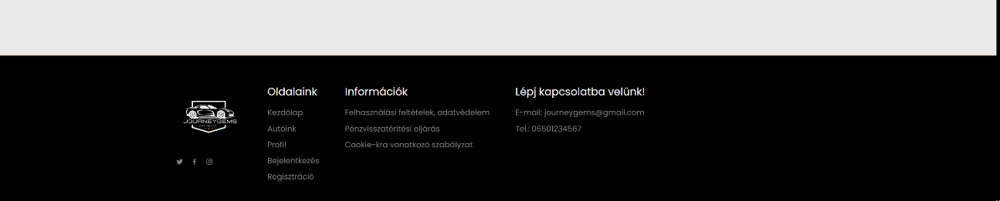 JOURNEYGEMS
Oldalaink
Kezdőlap
Autóink
Profil
Bejelentkezés
Regisztráció
Információk
Felhasználási feltételek, adatvédelem
Pénzvisszatérítési eljárás
Cookie-kra vonatkozó szabályzat
Lépj kapcsolatba velünk!
E-mail: journeygems@gmail.com
Tel.: 06501234567